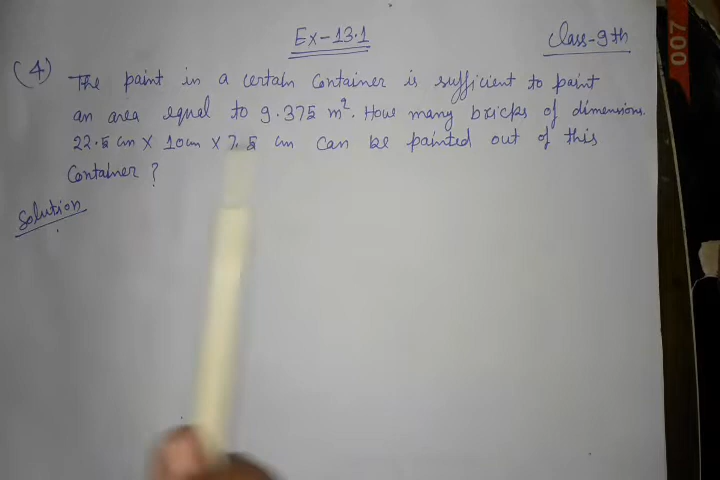 Ex-13.1
Class-9th
(4) The paint in a certain Container is sufficient to paint
an area equal to 9.375 m². How many bricks of dimensions.
22.5 cm X 10cm X 7.5 cm can be painted out of this
Container?
Solution
007